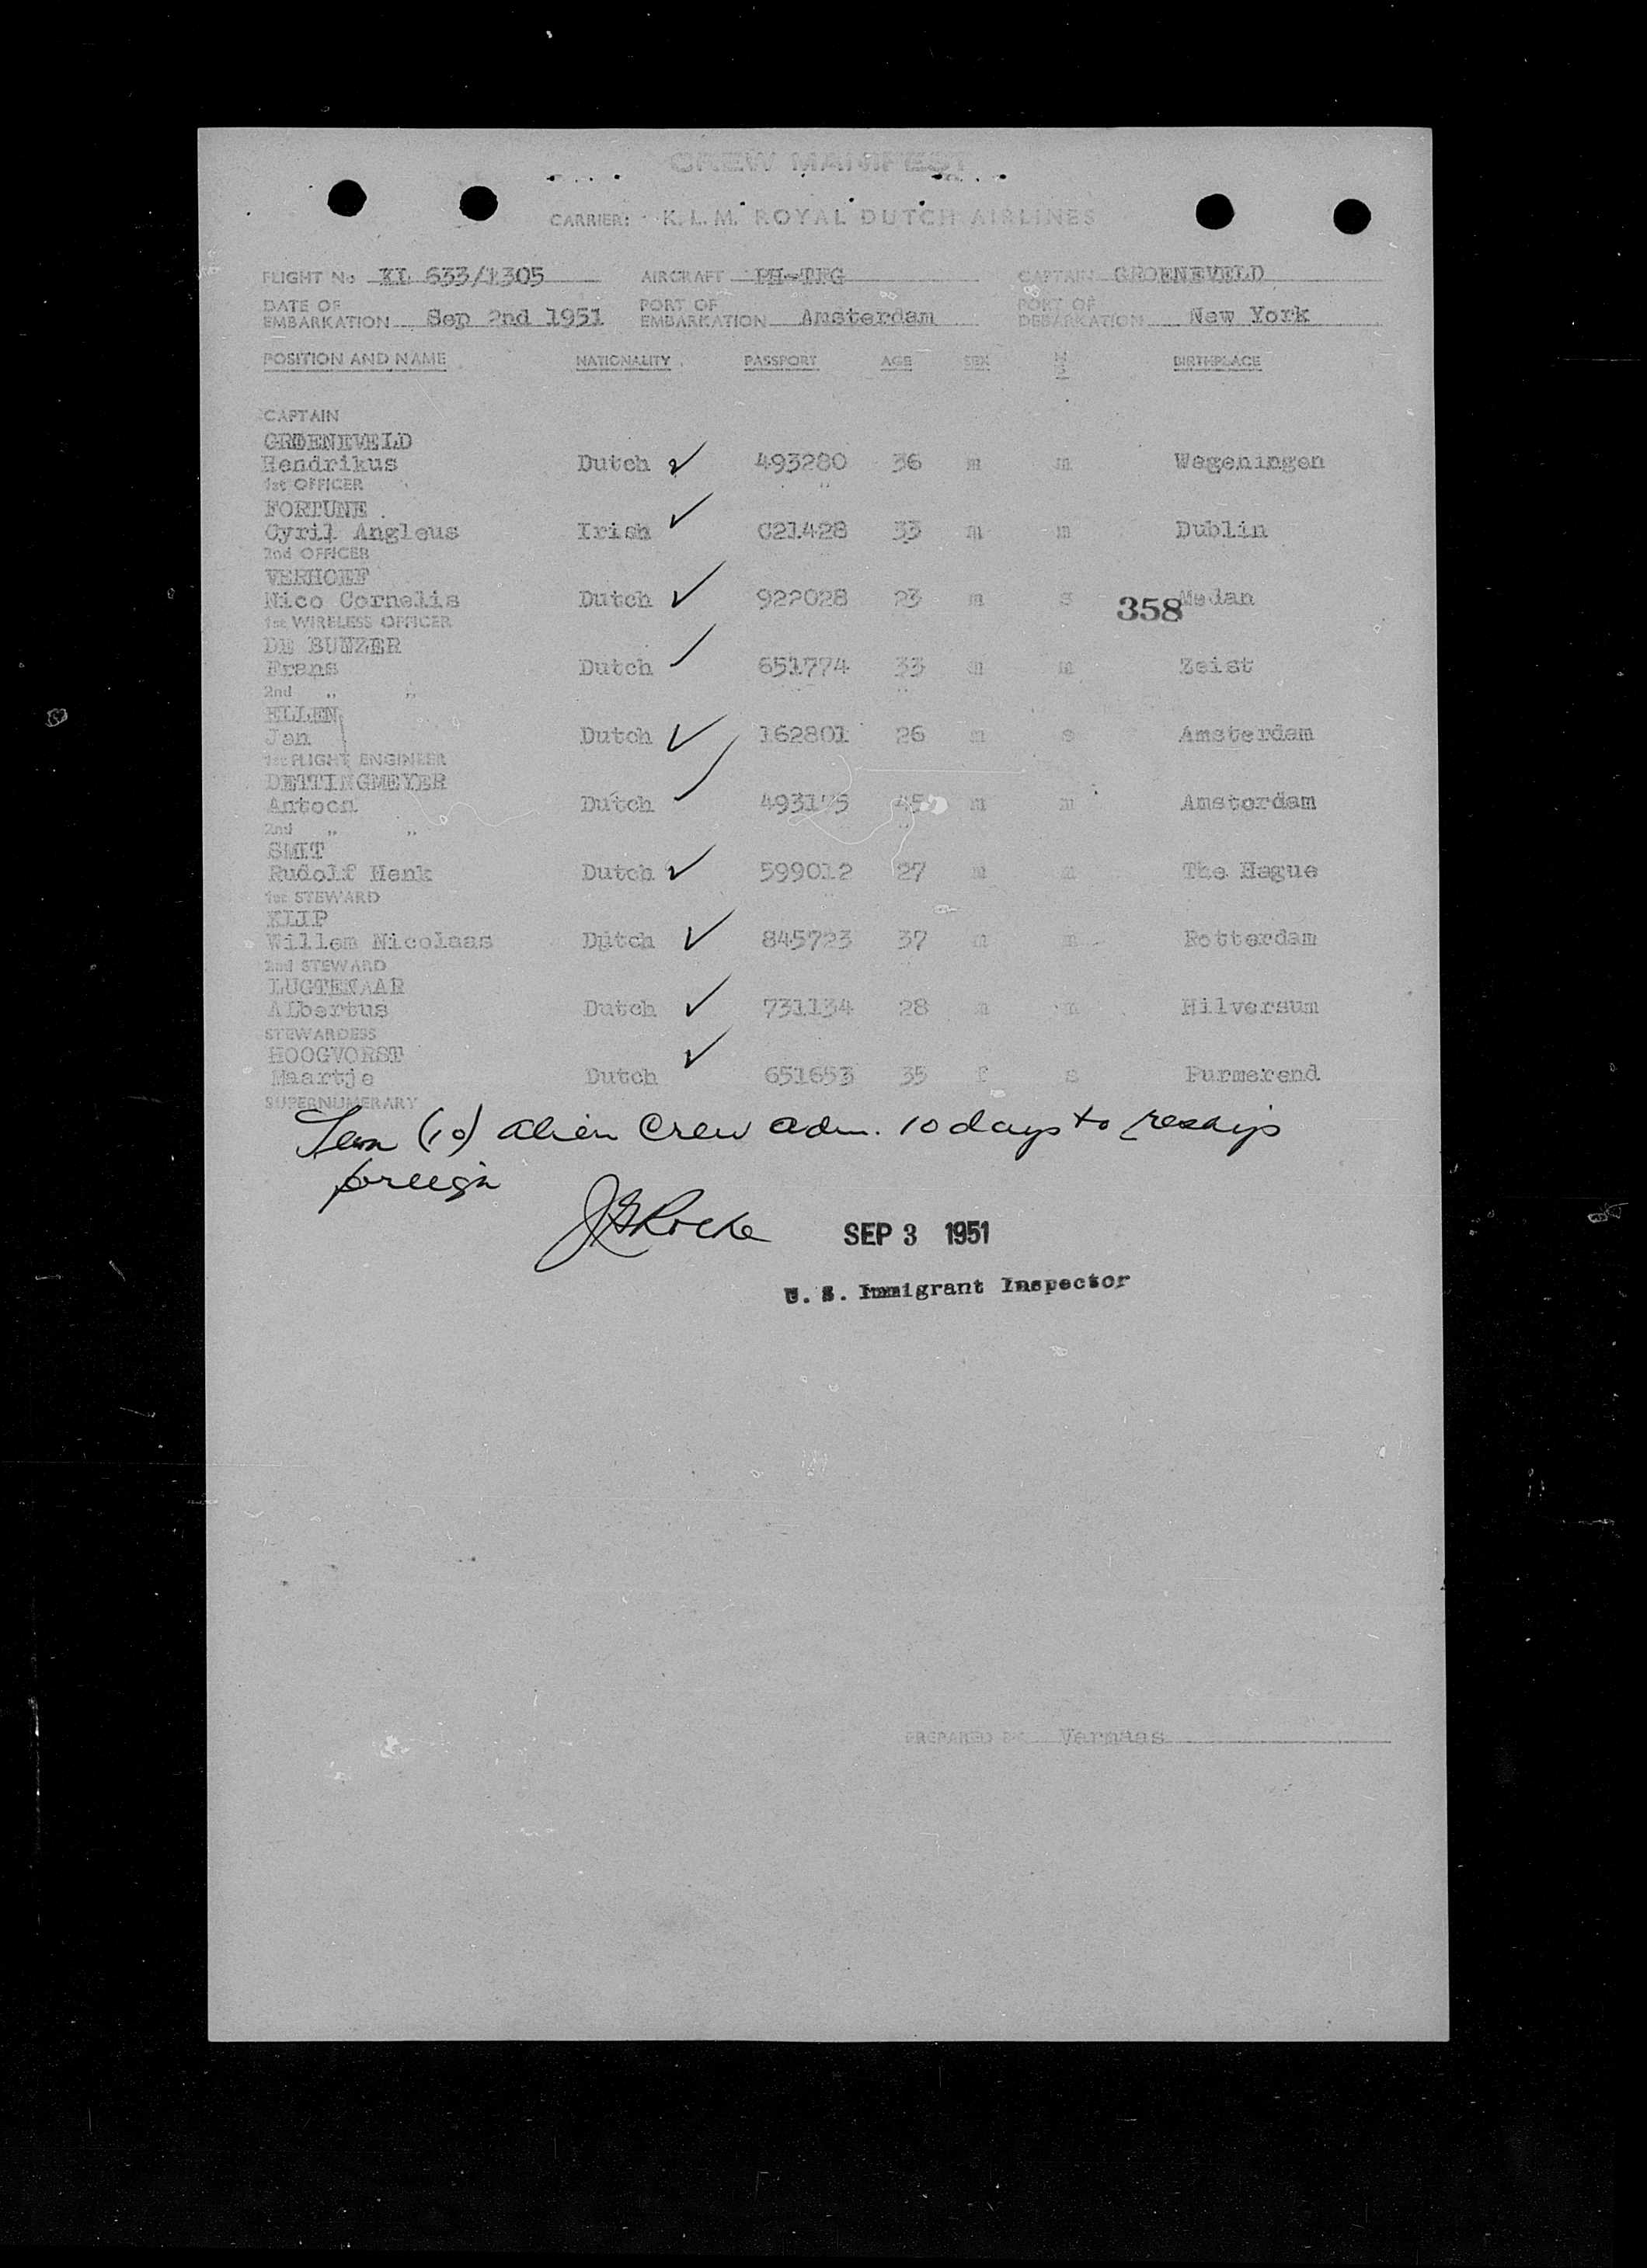 CREW MANIFEST
CARRIER: K.L.M. ROYAL DUTCH AIRLINES
FLIGHT No KL 633/1305 AIRCRAFT PH-TFG CAPTAIN GROENEVELD
DATE OF EMBARKATION Sep 2nd 1951 PORT OF EMBARKATION Amsterdam PORT OF DEBARKATION New York
POSITION AND NAME NATIONALITY PASSPORT AGE SEX BIRTHPLACE
CAPTAIN
GROENEVELD
Hendrikus Dutch ✓ 493280 36 m m Wageningen
1st OFFICER
FORTUNE
Cyril Angleus Irish ✓ C21428 33 m m Dublin
2nd OFFICER
VERHOEF
Nico Cornelis Dutch ✓ 922028 23 m s 358 Medan
1st WIRELESS OFFICER
DE BUNZER
Frans Dutch ✓ 651774 33 m m Zeist
2nd „ „
ELLEN
Jan Dutch ✓ 162801 26 m s Amsterdam
1st FLIGHT ENGINEER
DETTINGMEYER
Antoon Dutch ✓ 45 m m Amsterdam
2nd „ „
SMIT
Rudolf Henk Dutch ✓ 599012 27 m m The Hague
1st STEWARD
KLIP
Willem Nicolaas Dutch ✓ 845723 37 m m Rotterdam
2nd STEWARD
LUGTENAAR
Albertus Dutch ✓ 731134 28 m m Hilversum
STEWARDESS
HOOGVORST
Maartje Dutch ✓ 651653 35 f s Purmerend
SUPERNUMERARY
Ten (10) alien crew adm. 10 days to reship
foreign
SEP 3 1951
U. S. Immigrant Inspector
PREPARED BY Vermaas